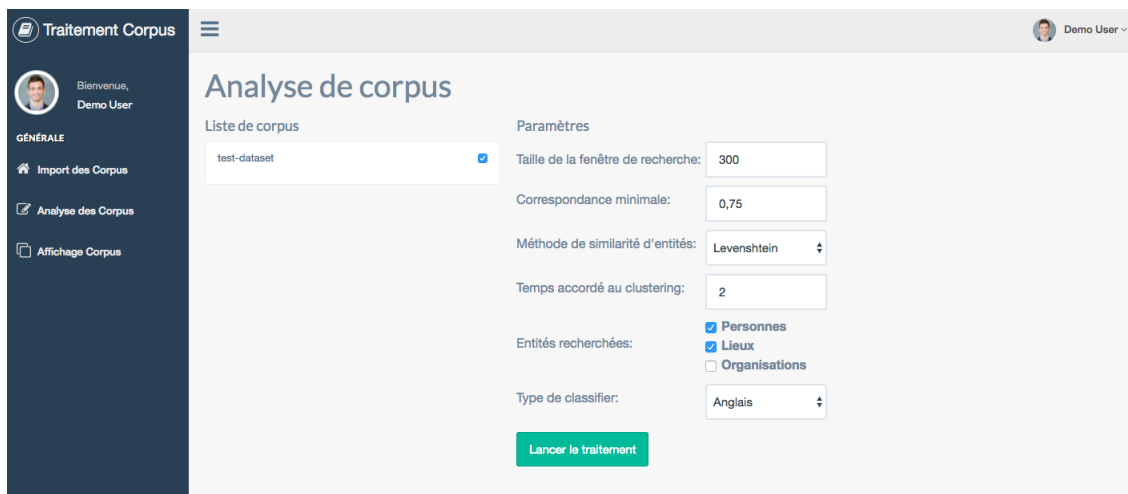 Traitement Corpus
Demo User
Bienvenue,
Demo User
GÉNÉRALE
Import des Corpus
Analyse des Corpus
Affichage Corpus
Analyse de corpus
Liste de corpus
test-dataset
Paramètres
Taille de la fenêtre de recherche: 300
Correspondance minimale: 0,75
Méthode de similarité d'entités: Levenshtein
Temps accordé au clustering: 2
Entités recherchées:
Personnes
Lieux
Organisations
Type de classifier: Anglais
Lancer le traitement